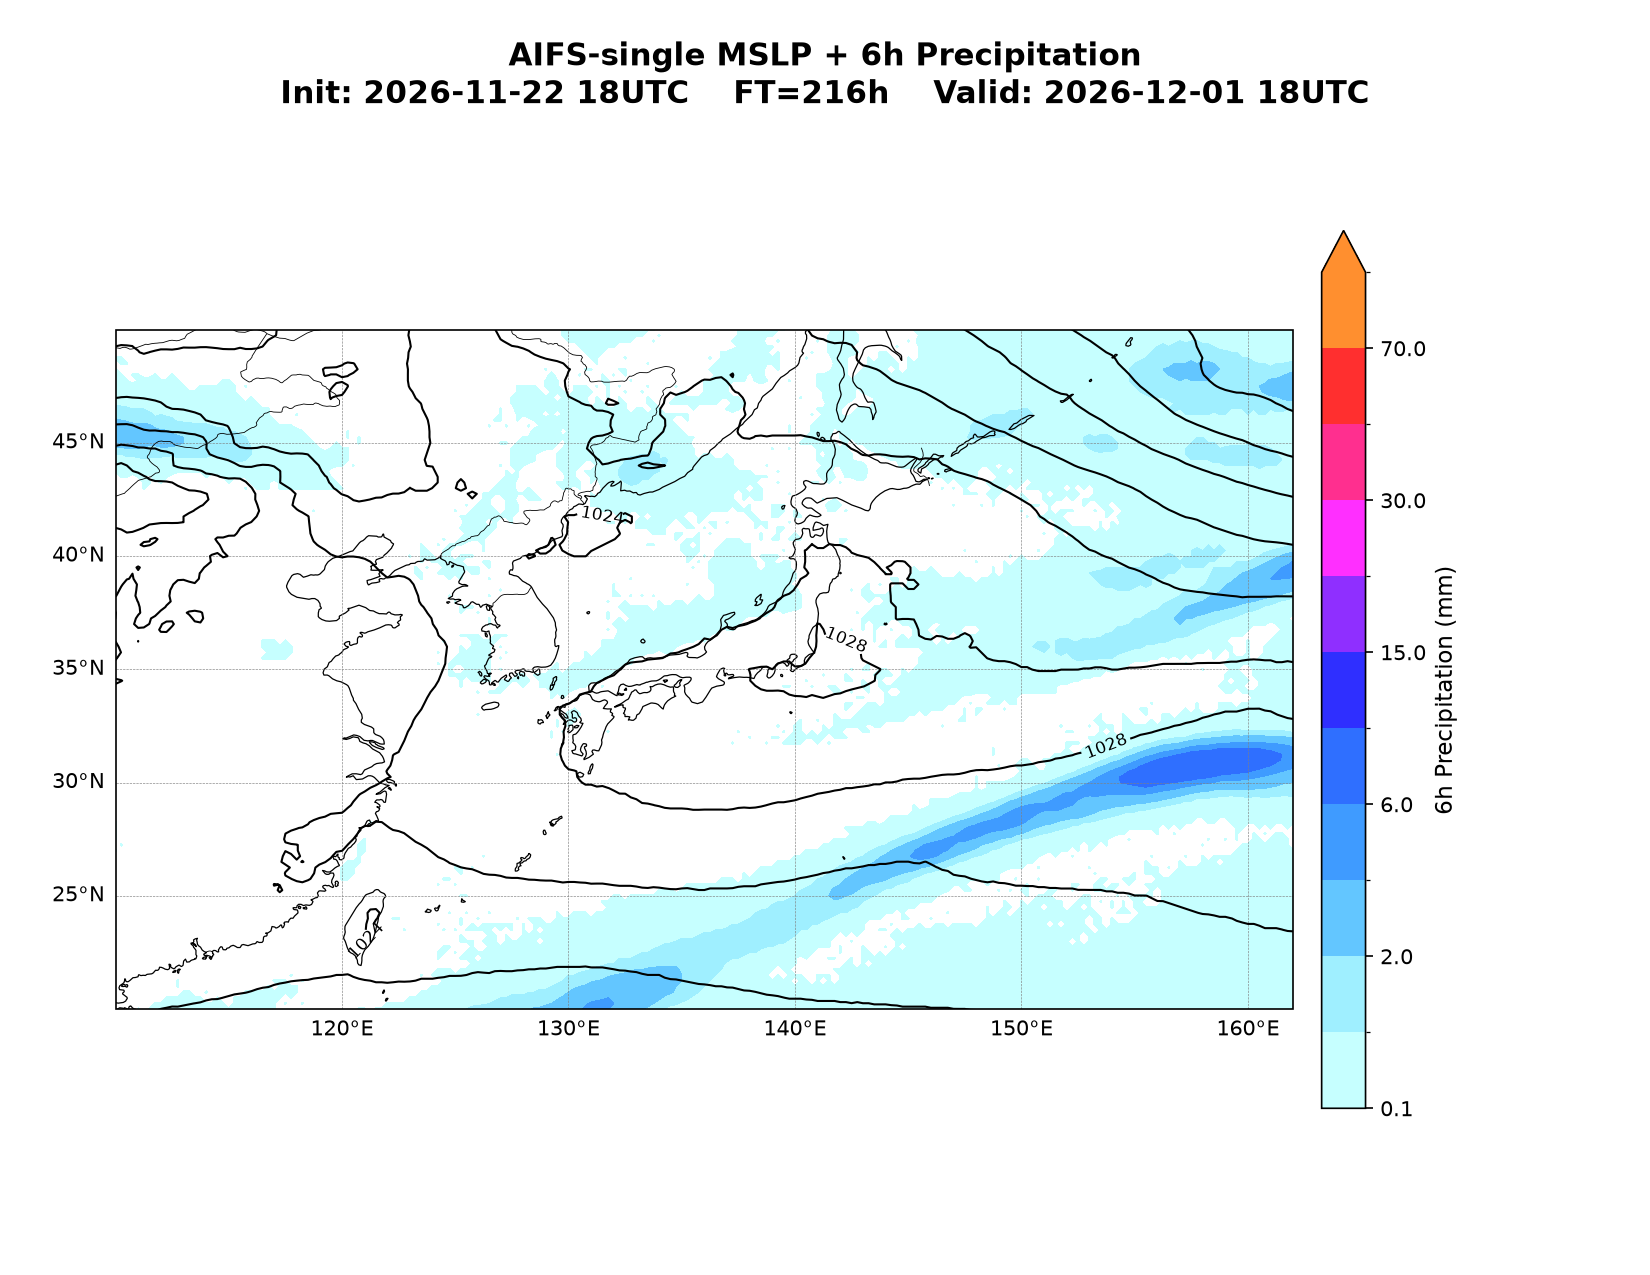 AIFS-single MSLP + 6h Precipitation
Init: 2026-11-22 18UTC    FT=216h    Valid: 2026-12-01 18UTC
45°N
40°N
35°N
30°N
25°N
120°E
130°E
140°E
150°E
160°E
1024
1028
1028
1024
70.0
30.0
15.0
6.0
2.0
0.1
6h Precipitation (mm)